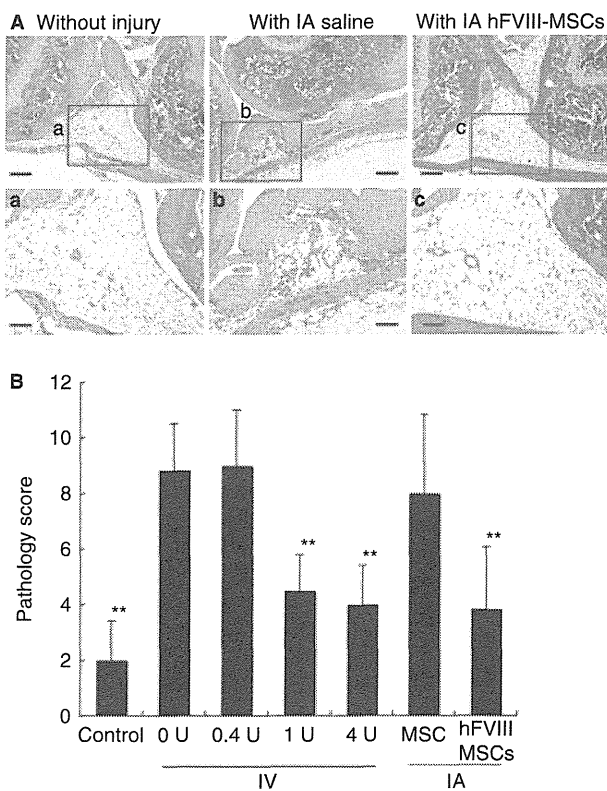 A Without injury With IA saline With IA hFVIII-MSCs
a
b
c
a b c
B
12
10
8
6
4
2
0
Pathology score
**
**
**
**
Control 0 U 0.4 U 1 U 4 U MSC hFVIII
MSCs
IV IA